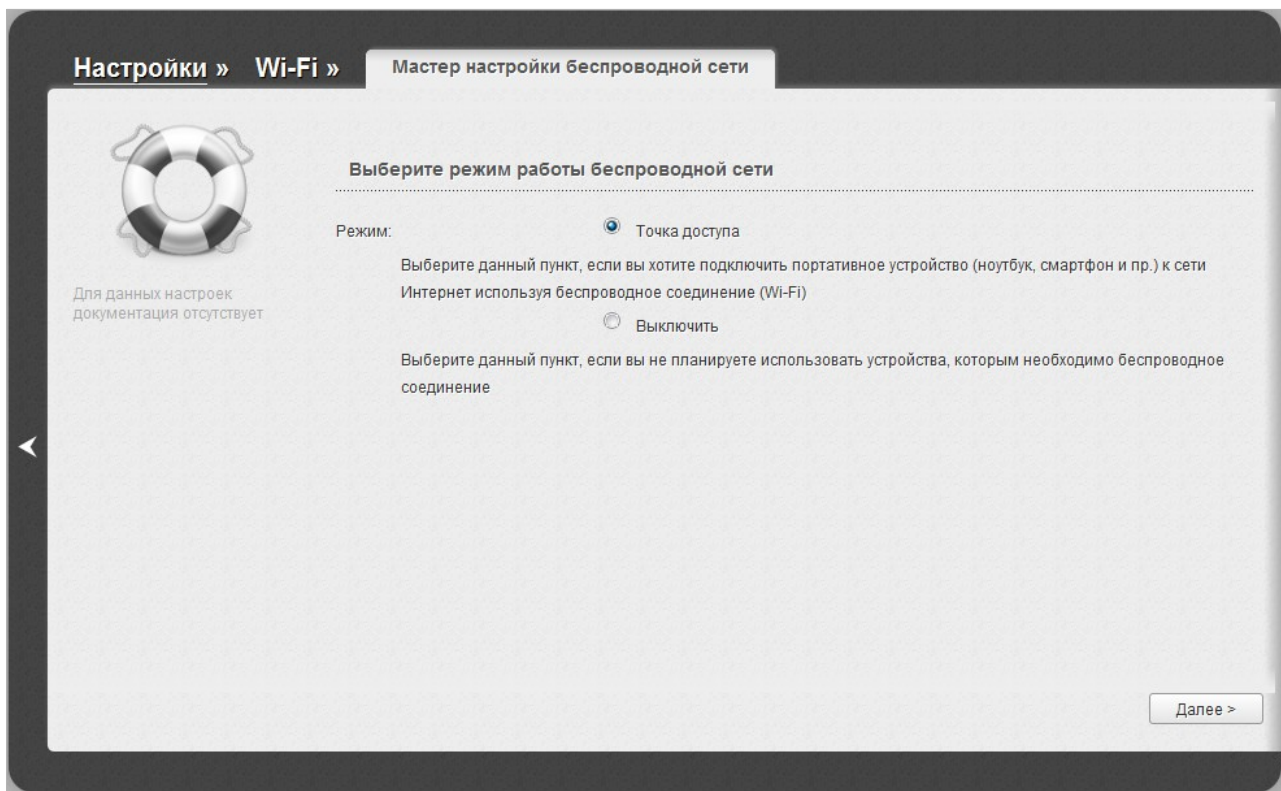 Настройки » Wi-Fi » Мастер настройки беспроводной сети
Выберите режим работы беспроводной сети
Режим: Точка доступа
Выберите данный пункт, если вы хотите подключить портативное устройство (ноутбук, смартфон и пр.) к сети
Интернет используя беспроводное соединение (Wi-Fi)
Выключить
Выберите данный пункт, если вы не планируете использовать устройства, которым необходимо беспроводное
соединение
Для данных настроек
документация отсутствует
Далее >